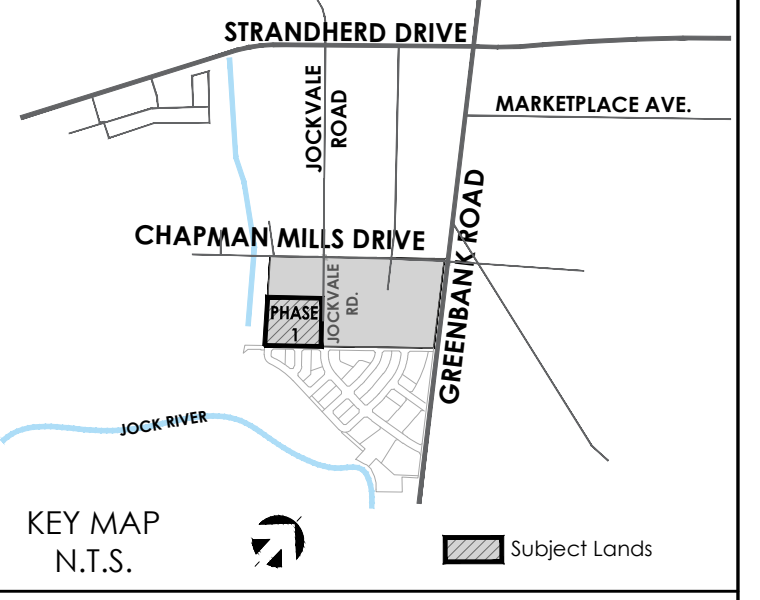 STRANDHERD DRIVE
JOCKVALE
ROAD
MARKETPLACE AVE.
CHAPMAN MILLS DRIVE
GREENBANK ROAD
JOCKVALE
RD.
PHASE
1
JOCK RIVER
KEY MAP
N.T.S.
Subject Lands